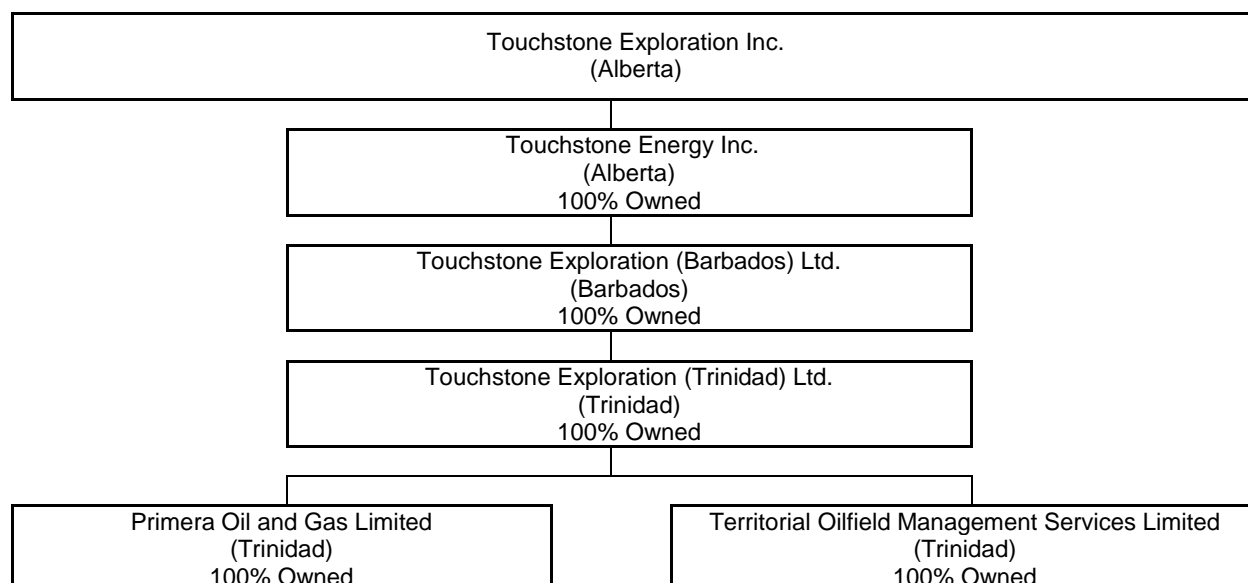 Touchstone Exploration Inc.
(Alberta)
Touchstone Energy Inc.
(Alberta)
100% Owned
Touchstone Exploration (Barbados) Ltd.
(Barbados)
100% Owned
Touchstone Exploration (Trinidad) Ltd.
(Trinidad)
100% Owned
Primera Oil and Gas Limited
(Trinidad)
100% Owned
Territorial Oilfield Management Services Limited
(Trinidad)
100% Owned